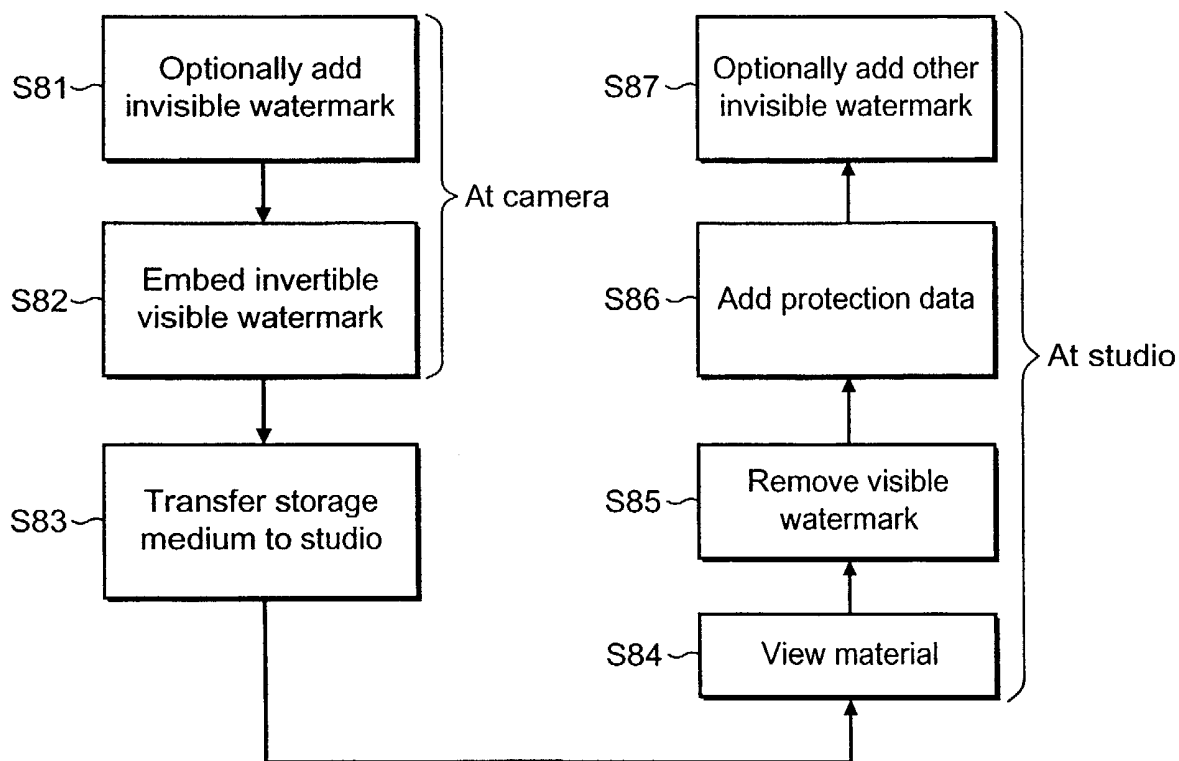 S81
Optionally add
invisible watermark
S82
Embed invertible
visible watermark
At camera
S83
Transfer storage
medium to studio
S84
View material
S85
Remove visible
watermark
S86
Add protection data
S87
Optionally add other
invisible watermark
At studio